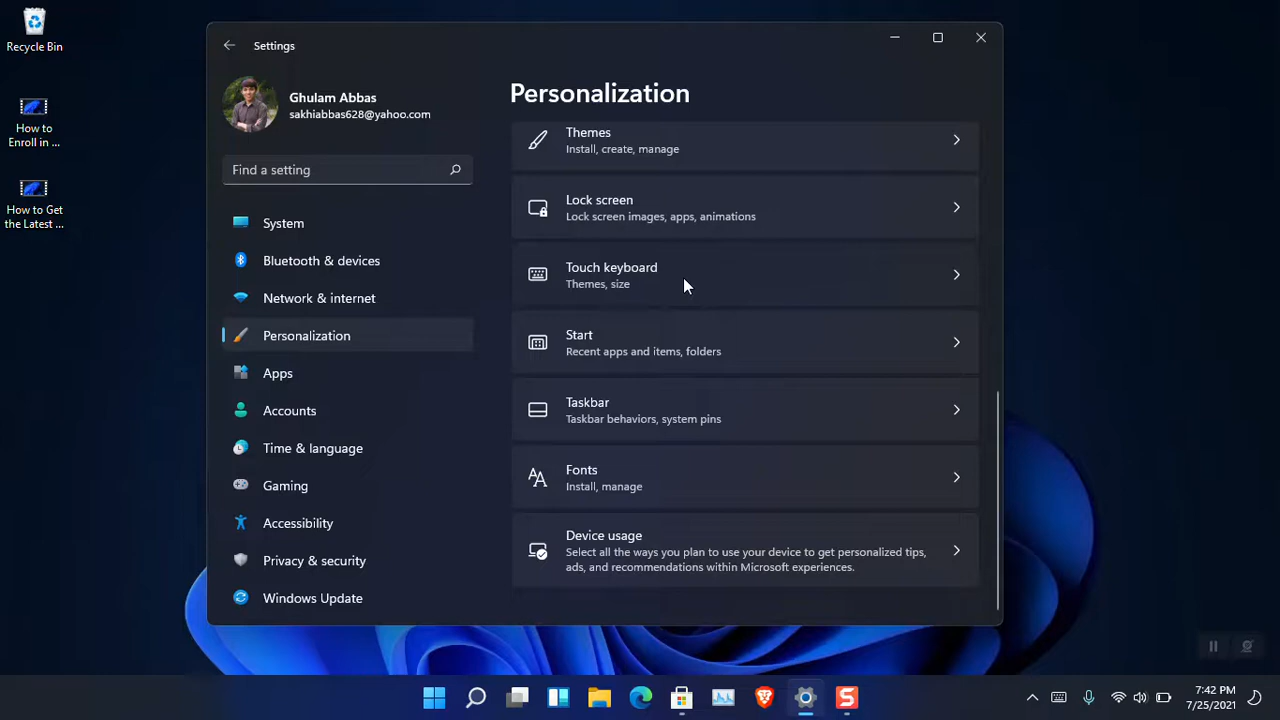 Recycle Bin
How to
Enroll in ...
How to Get
the Latest ...
Settings
Ghulam Abbas
sakhiabbas628@yahoo.com
Find a setting
System
Bluetooth & devices
Network & internet
Personalization
Apps
Accounts
Time & language
Gaming
Accessibility
Privacy & security
Windows Update
Personalization
Themes
Install, create, manage
Lock screen
Lock screen images, apps, animations
Touch keyboard
Themes, size
Start
Recent apps and items, folders
Taskbar
Taskbar behaviors, system pins
Fonts
Install, manage
Device usage
Select all the ways you plan to use your device to get personalized tips,
ads, and recommendations within Microsoft experiences.
7:42 PM
7/25/2021